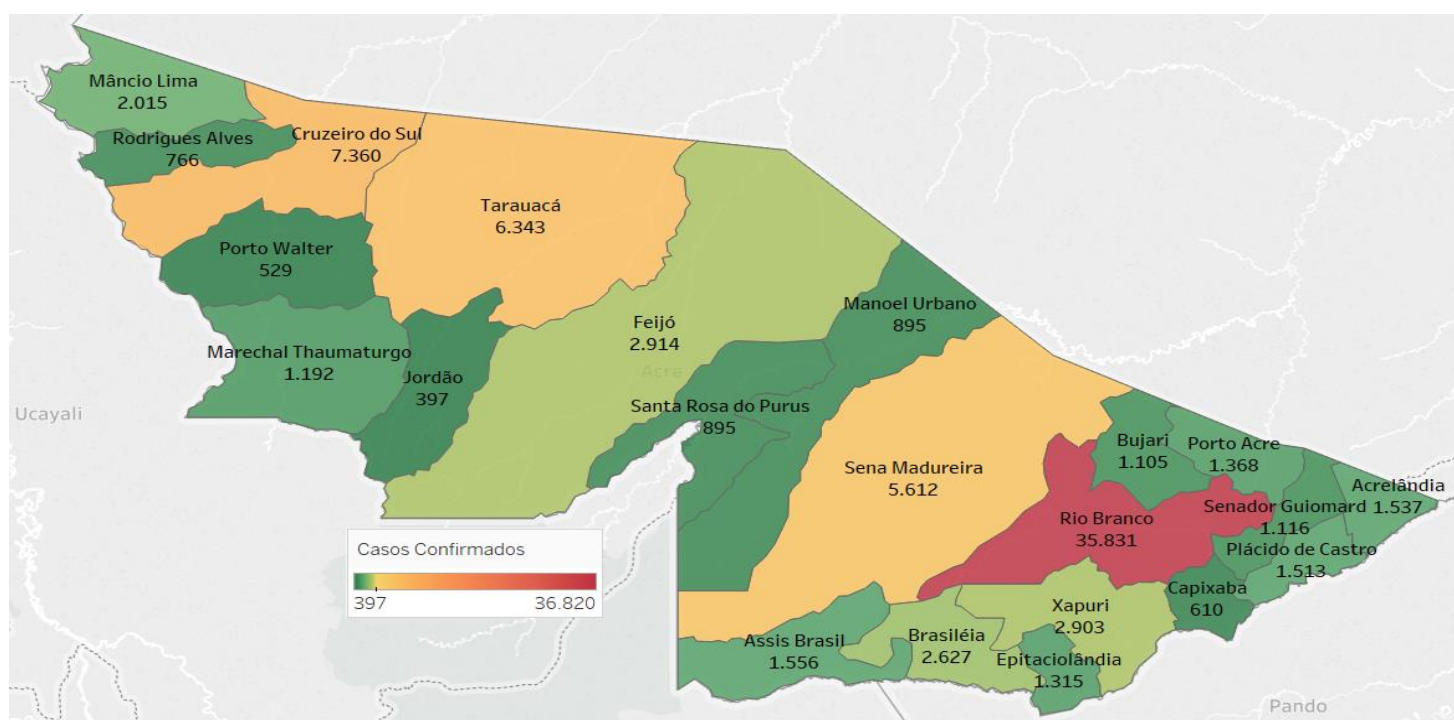 Mâncio Lima
2.015
Rodrigues Alves
766
Cruzeiro do Sul
7.360
Tarauacá
6.343
Porto Walter
529
Marechal Thaumaturgo
1.192
Jordão
397
Feijó
2.914
Acre
Manoel Urbano
895
Santa Rosa do Purus
895
Ucayali
Sena Madureira
5.612
Bujari
1.105
Porto Acre
1.368
Acrelândia
1.537
Senador Guiomard
1.116
Rio Branco
35.831
Plácido de Castro
1.513
Capixaba
610
Xapuri
2.903
Brasiléia
2.627
Assis Brasil
1.556
Epitaciolândia
1.315
Pando
Casos Confirmados
397 36.820